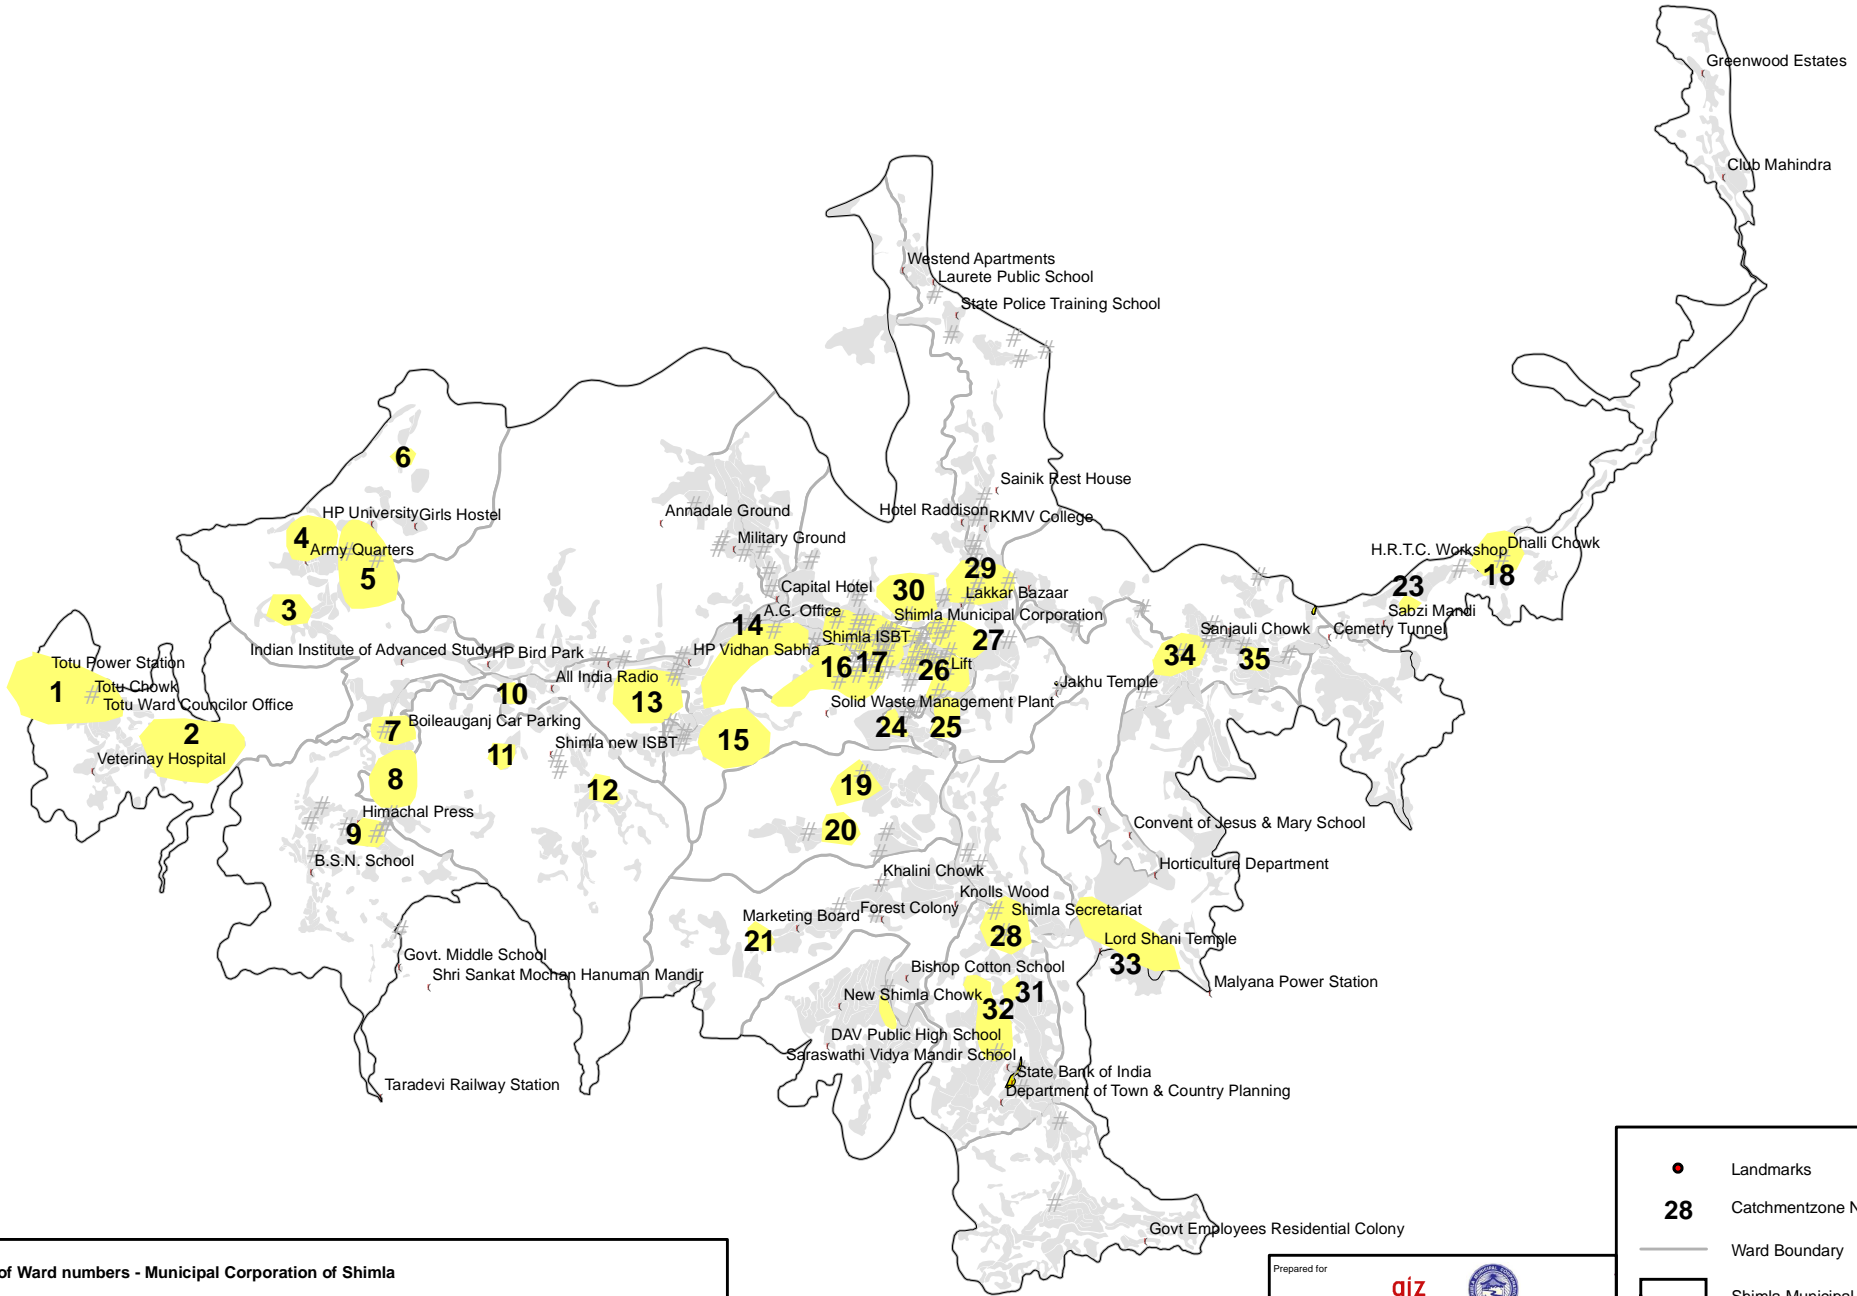 Greenwood Estates
Club Mahindra
Westend Apartments
Laurete Public School
State Police Training School
6
Sainik Rest House
HP University
Girls Hostel
Annadale Ground
Hotel Raddison
RKMV College
4
Army Quarters
Military Ground
H.R.T.C. Workshop
Dhalli Chowk
5
Capital Hotel
30
29
Lakkar Bazaar
23
18
3
14
A.G. Office
Shimla Municipal Corporation
Sabzi Mandi
Indian Institute of Advanced Study
HP Bird Park
HP Vidhan Sabha
Shimla ISBT
27
Sanjauli Chowk
Cemetry Tunnel
Totu Power Station
All India Radio
16
17
26
Lift
34
35
1
Totu Chowk
Totu Ward Councilor Office
10
13
Solid Waste Management Plant
Jakhu Temple
2
7
Boileauganj Car Parking
Shimla new ISBT
15
24
25
Veterinay Hospital
11
8
12
19
Himachal Press
9
20
Convent of Jesus & Mary School
B.S.N. School
Khalini Chowk
Horticulture Department
Knolls Wood
Marketing Board
Forest Colony
Shimla Secretariat
21
28
Lord Shani Temple
Govt. Middle School
33
Shri Sankat Mochan Hanuman Mandir
Bishop Cotton School
Malyana Power Station
New Shimla Chowk
31
32
DAV Public High School
Saraswathi Vidya Mandir School
State Bank of India
Taradevi Railway Station
Department of Town & Country Planning
Govt Employees Residential Colony
Landmarks
28
Catchmentzone N
Ward Boundary
Shimla Municipal
of Ward numbers - Municipal Corporation of Shimla
Prepared for
giz